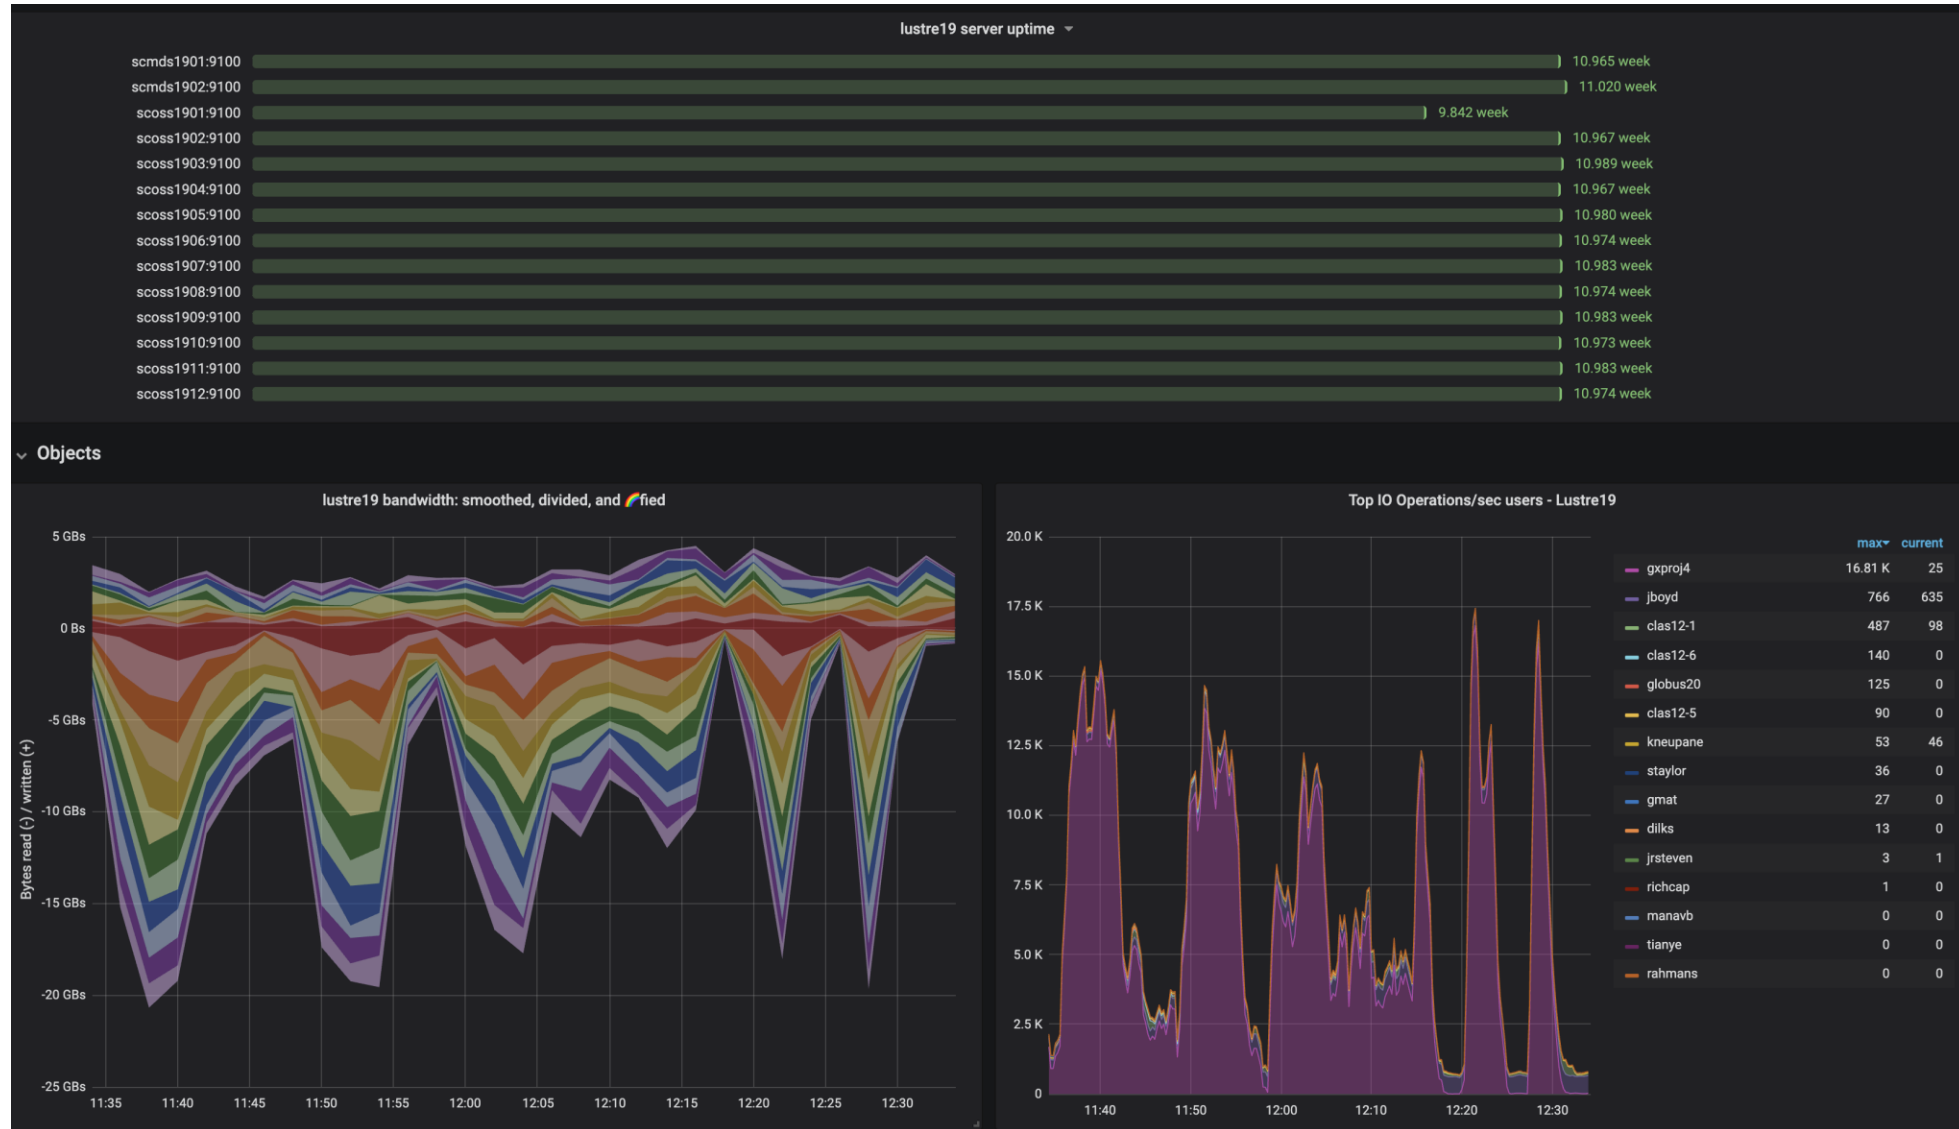 lustre19 server uptime
scmds1901:9100 10.965 week
scmds1902:9100 11.020 week
scoss1901:9100 9.842 week
scoss1902:9100 10.967 week
scoss1903:9100 10.989 week
scoss1904:9100 10.967 week
scoss1905:9100 10.980 week
scoss1906:9100 10.974 week
scoss1907:9100 10.983 week
scoss1908:9100 10.974 week
scoss1909:9100 10.983 week
scoss1910:9100 10.973 week
scoss1911:9100 10.983 week
scoss1912:9100 10.974 week
Objects
lustre19 bandwidth: smoothed, divided, and 🌈fied
Bytes read (-) / written (+)
5 GBs
0 Bs
-5 GBs
-10 GBs
-15 GBs
-20 GBs
-25 GBs
11:35 11:40 11:45 11:50 11:55 12:00 12:05 12:10 12:15 12:20 12:25 12:30
Top IO Operations/sec users - Lustre19
20.0 K
17.5 K
15.0 K
12.5 K
10.0 K
7.5 K
5.0 K
2.5 K
0
11:40 11:50 12:00 12:10 12:20 12:30
max current
gxproj4 16.81 K 25
jboyd 766 635
clas12-1 487 98
clas12-6 140 0
globus20 125 0
clas12-5 90 0
kneupane 53 46
staylor 36 0
gmat 27 0
dilks 13 0
jrsteven 3 1
richcap 1 0
manavb 0 0
tianye 0 0
rahmans 0 0